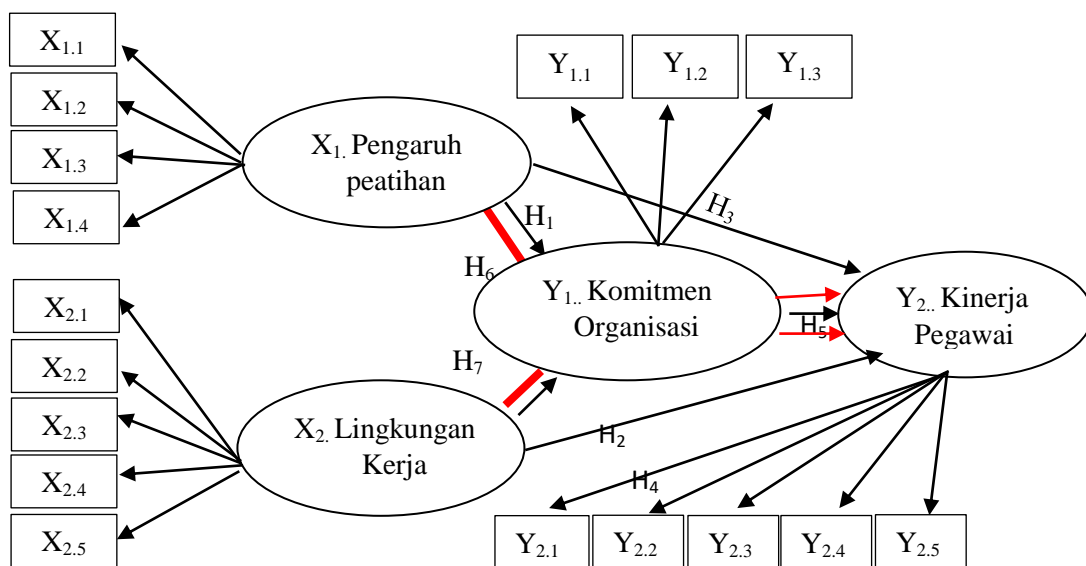 X1.1
X1.2
X1.3
X1.4
Y1.1
Y1.2
Y1.3
X1. Pengaruh
peatihan
H1
H3
H6
X2.1
X2.2
X2.3
X2.4
X2.5
Y1.. Komitmen
Organisasi
Y2.. Kinerja
Pegawai
H5
H7
X2. Lingkungan
Kerja
H2
H4
Y2.1
Y2.2
Y2.3
Y2.4
Y2.5